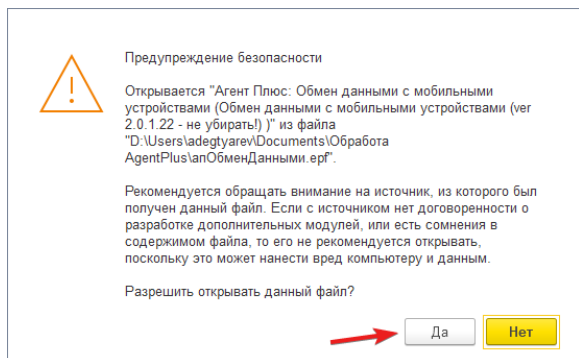 Предупреждение безопасности
Открывается "Агент Плюс: Обмен данными с мобильными
устройствами (Обмен данными с мобильными устройствами (ver
2.0.1.22 - не убирать!) )" из файла
"D:\Users\adegtyarev\Documents\Обработа
AgentPlus\апОбменДанными.epf".
Рекомендуется обращать внимание на источник, из которого был
получен данный файл. Если с источником нет договоренности о
разработке дополнительных модулей, или есть сомнения в
содержимом файла, то его не рекомендуется открывать,
поскольку это может нанести вред компьютеру и данным.
Разрешить открывать данный файл?
Да
Нет